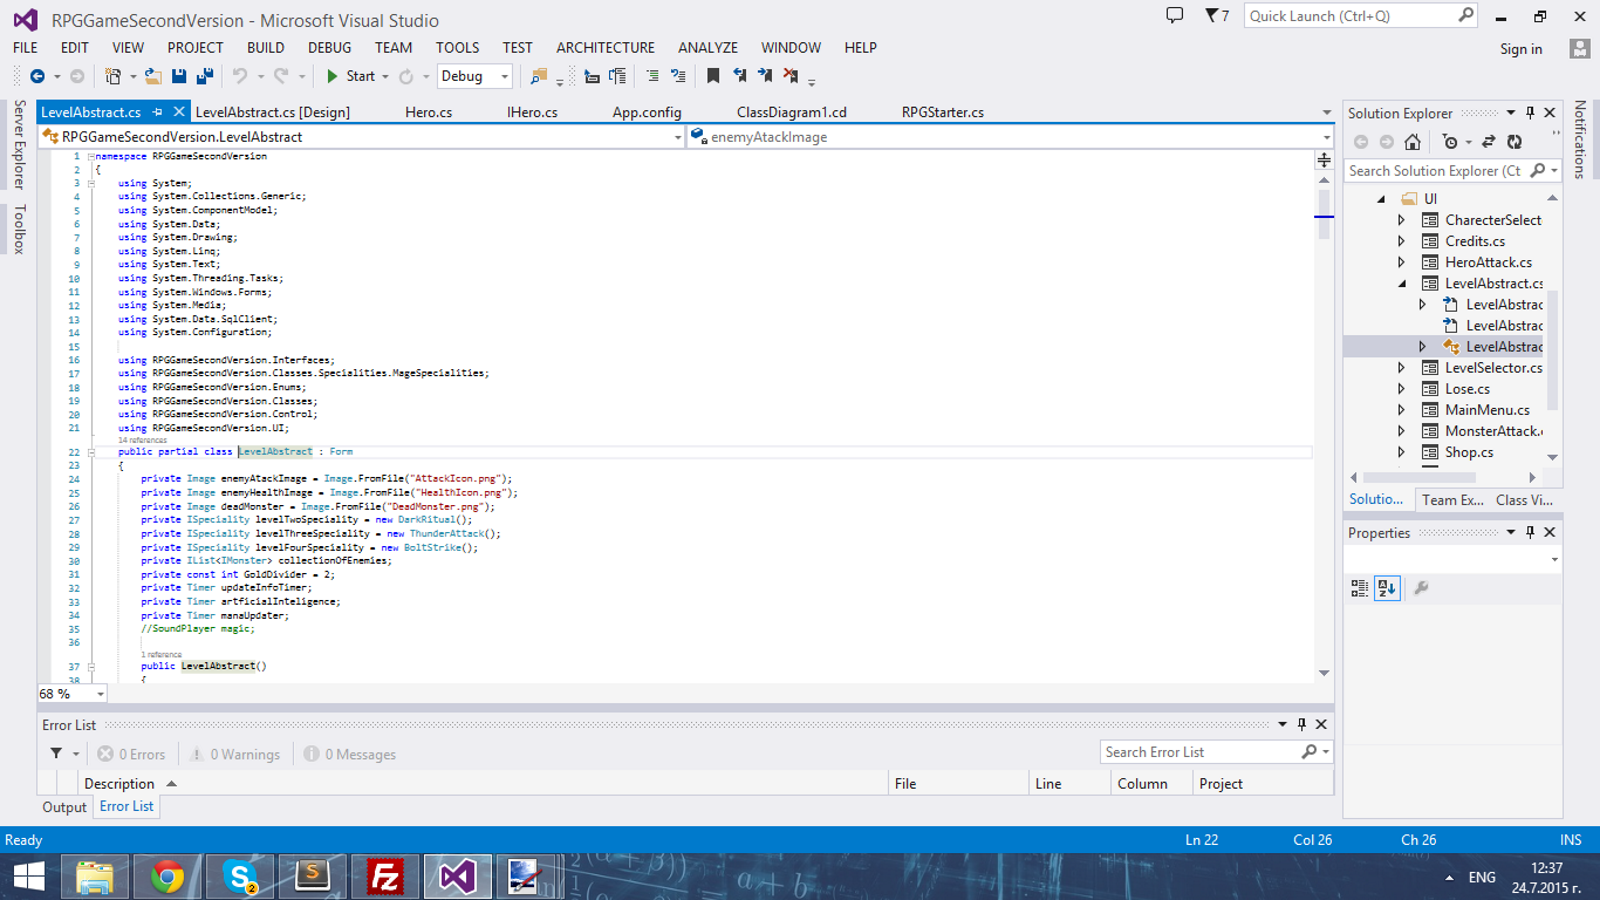 RPGGameSecondVersion - Microsoft Visual Studio
7
Quick Launch (Ctrl+Q)
FILE EDIT VIEW PROJECT BUILD DEBUG TEAM TOOLS TEST ARCHITECTURE ANALYZE WINDOW HELP
Sign in
Start
Debug
Server Explorer
Toolbox
LevelAbstract.cs LevelAbstract.cs [Design] Hero.cs IHero.cs App.config ClassDiagram1.cd RPGStarter.cs
RPGGameSecondVersion.LevelAbstract
enemyAtackImage
1 namespace RPGGameSecondVersion
2 {
3 using System;
4 using System.Collections.Generic;
5 using System.ComponentModel;
6 using System.Data;
7 using System.Drawing;
8 using System.Linq;
9 using System.Text;
10 using System.Threading.Tasks;
11 using System.Windows.Forms;
12 using System.Media;
13 using System.Data.SqlClient;
14 using System.Configuration;
15
16 using RPGGameSecondVersion.Interfaces;
17 using RPGGameSecondVersion.Classes.Specialities.MageSpecialities;
18 using RPGGameSecondVersion.Enums;
19 using RPGGameSecondVersion.Classes;
20 using RPGGameSecondVersion.Control;
21 using RPGGameSecondVersion.UI;
14 references
22 public partial class LevelAbstract : Form
23 {
24 private Image enemyAtackImage = Image.FromFile("AttackIcon.png");
25 private Image enemyHealthImage = Image.FromFile("HealthIcon.png");
26 private Image deadMonster = Image.FromFile("DeadMonster.png");
27 private ISpeciality levelTwoSpeciality = new DarkRitual();
28 private ISpeciality levelThreeSpeciality = new ThunderAttack();
29 private ISpeciality levelFourSpeciality = new BoltStrike();
30 private IList<IMonster> collectionOfEnemies;
31 private const int GoldDivider = 2;
32 private Timer updateInfoTimer;
33 private Timer artficialInteligence;
34 private Timer manaUpdater;
35 //SoundPlayer magic;
36
1 reference
37 public LevelAbstract()
38 {
68 %
Error List
0 Errors 0 Warnings 0 Messages
Search Error List
Description File Line Column Project
Output Error List
Solution Explorer
Search Solution Explorer (Ct
UI
CharecterSelect
Credits.cs
HeroAttack.cs
LevelAbstract.cs
LevelAbstrac
LevelAbstrac
LevelAbstrac
LevelSelector.cs
Lose.cs
MainMenu.cs
MonsterAttack.
Shop.cs
Solutio... Team Ex... Class Vi...
Properties
Notifications
Ready
Ln 22 Col 26 Ch 26 INS
2
ENG
12:37
24.7.2015 г.